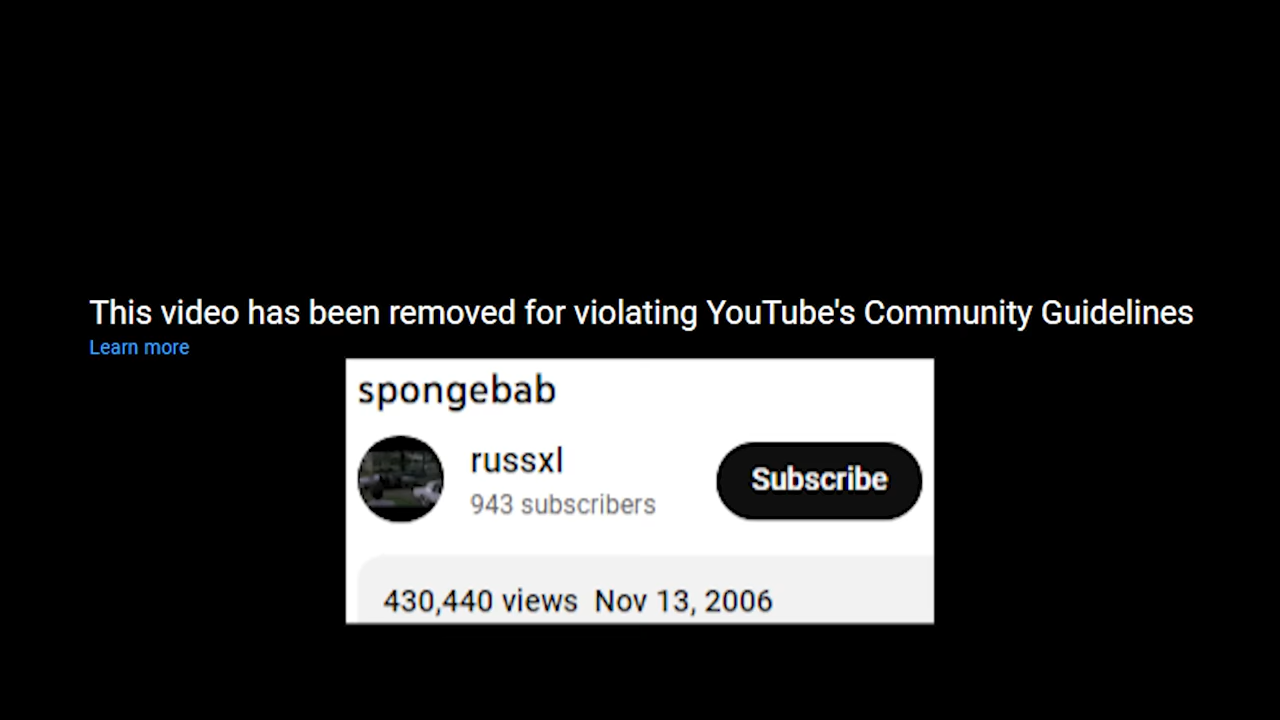 This video has been removed for violating YouTube's Community Guidelines
Learn more
spongebab
russxl
Subscribe
943 subscribers
430,440 views Nov 13, 2006